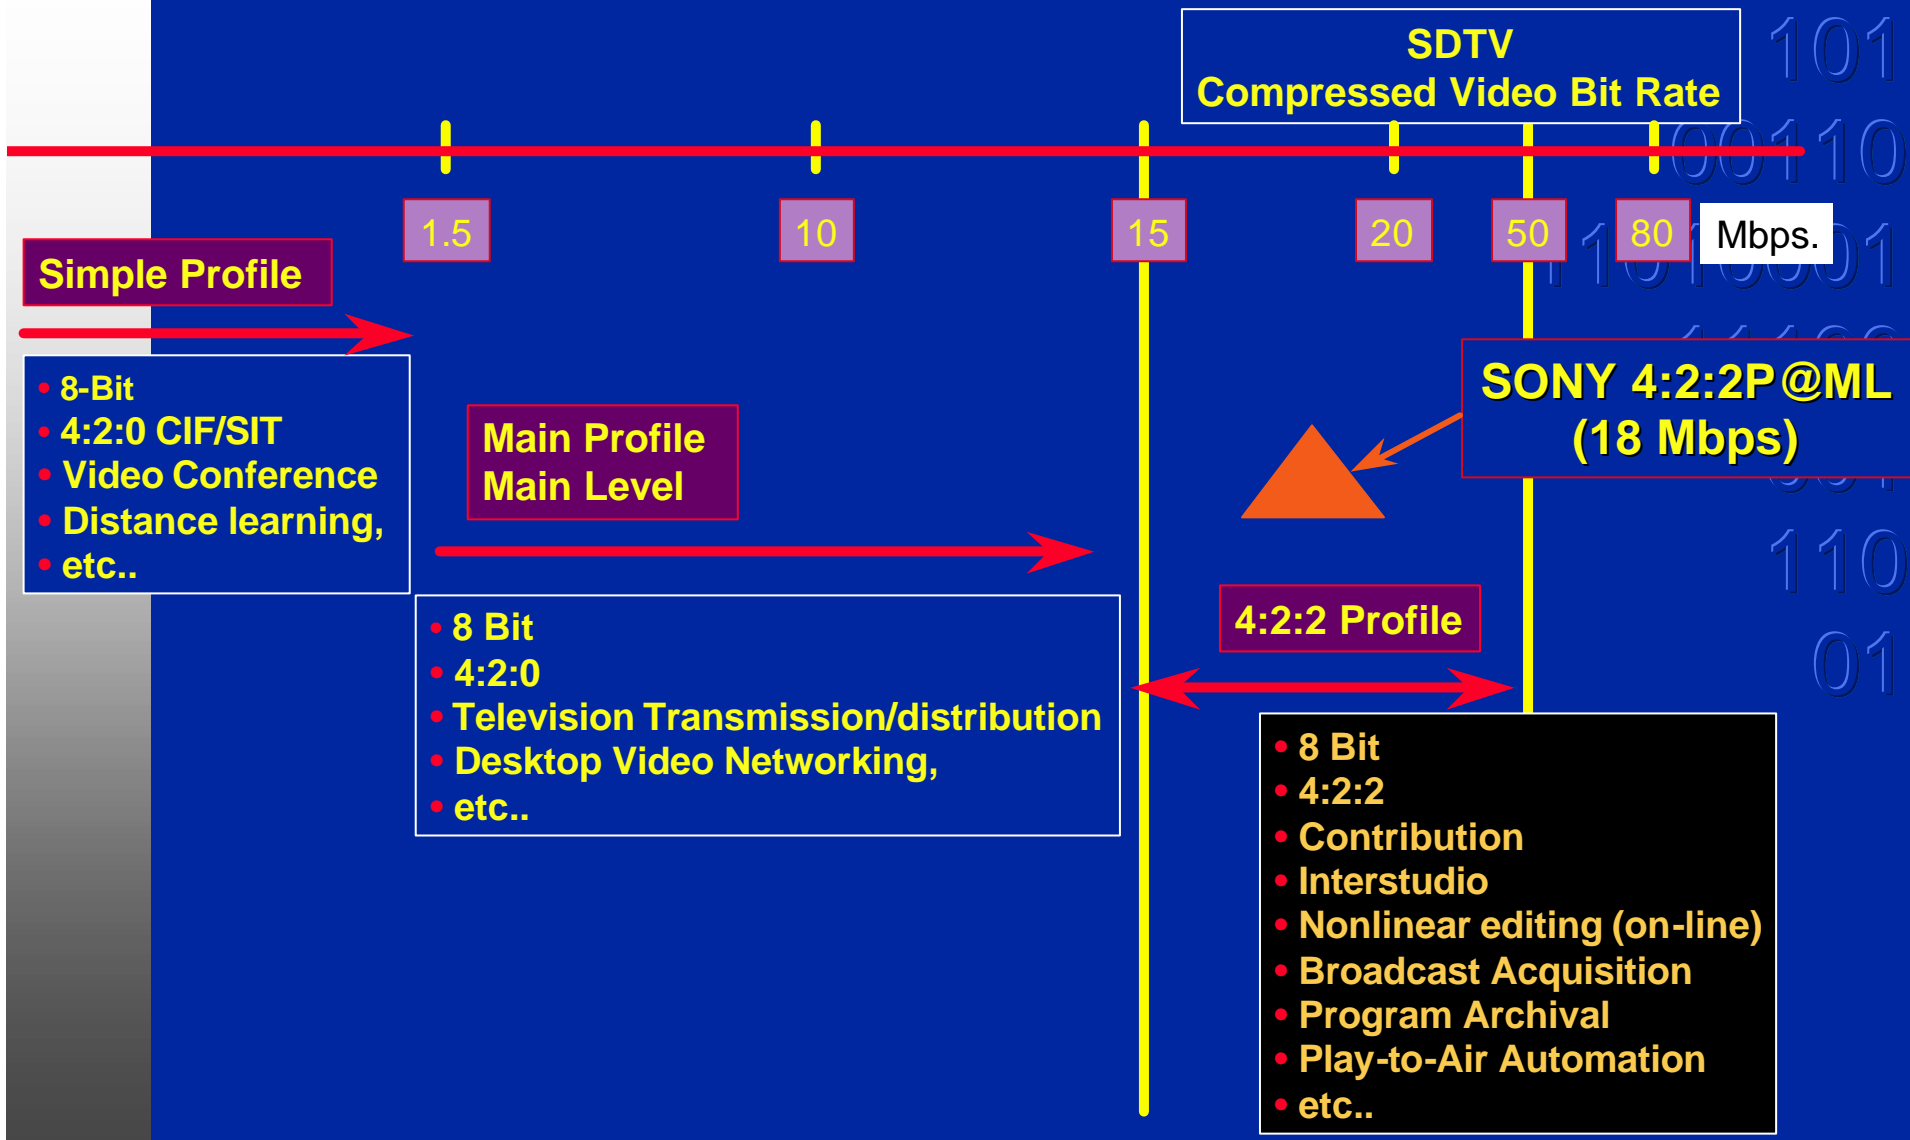 SDTV
Compressed Video Bit Rate
1.5
10
15
20
50
80
Mbps.
Simple Profile
• 8-Bit
• 4:2:0 CIF/SIT
• Video Conference
• Distance learning,
• etc..
Main Profile
Main Level
• 8 Bit
• 4:2:0
• Television Transmission/distribution
• Desktop Video Networking,
• etc..
SONY 4:2:2P@ML
(18 Mbps)
4:2:2 Profile
• 8 Bit
• 4:2:2
• Contribution
• Interstudio
• Nonlinear editing (on-line)
• Broadcast Acquisition
• Program Archival
• Play-to-Air Automation
• etc..
101
00110
110
01